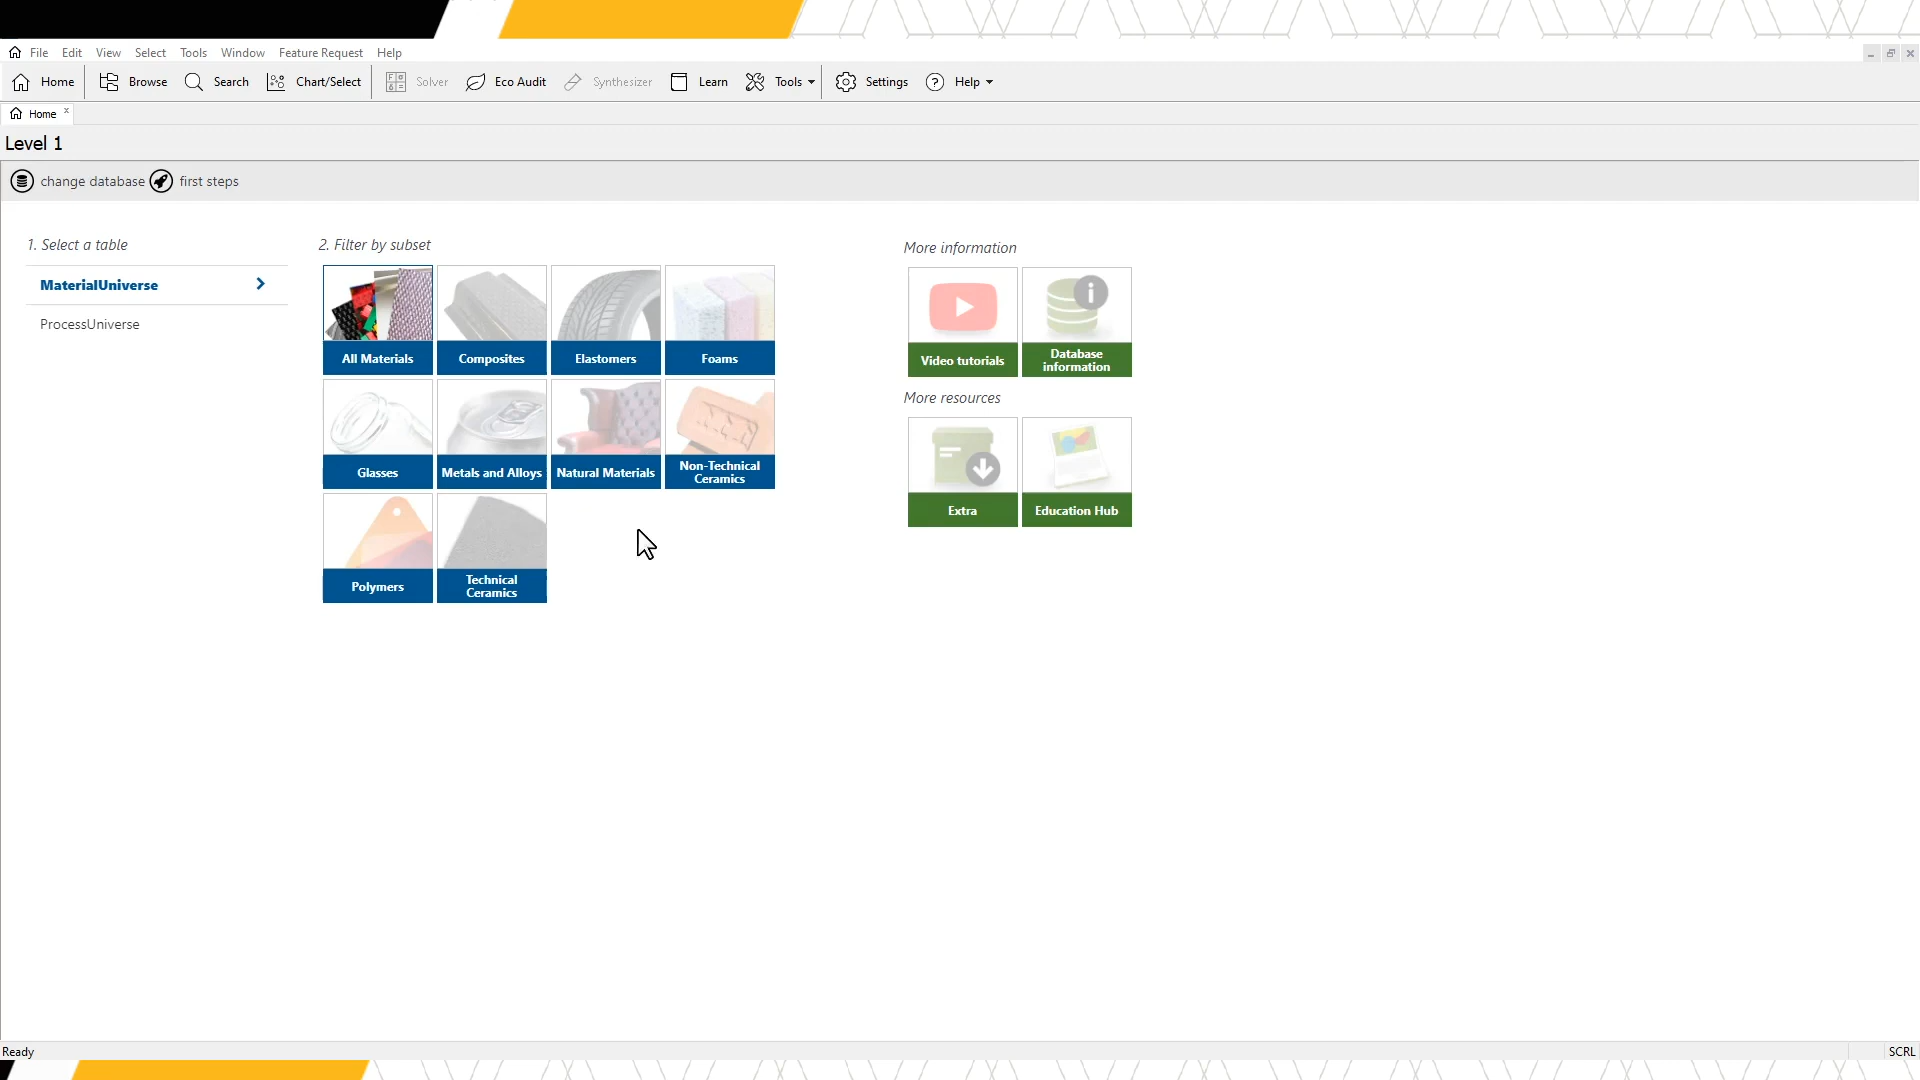 File Edit View Select Tools Window Feature Request Help
Home Browse Search Chart/Select Solver Eco Audit Synthesizer Learn Tools Settings Help
Home
Level 1
change database first steps
1. Select a table
MaterialUniverse
ProcessUniverse
2. Filter by subset
All Materials
Composites
Elastomers
Foams
Glasses
Metals and Alloys
Natural Materials
Non-Technical
Ceramics
Polymers
Technical
Ceramics
More information
Video tutorials
Database
information
More resources
Extra
Education Hub
Ready
SCRL